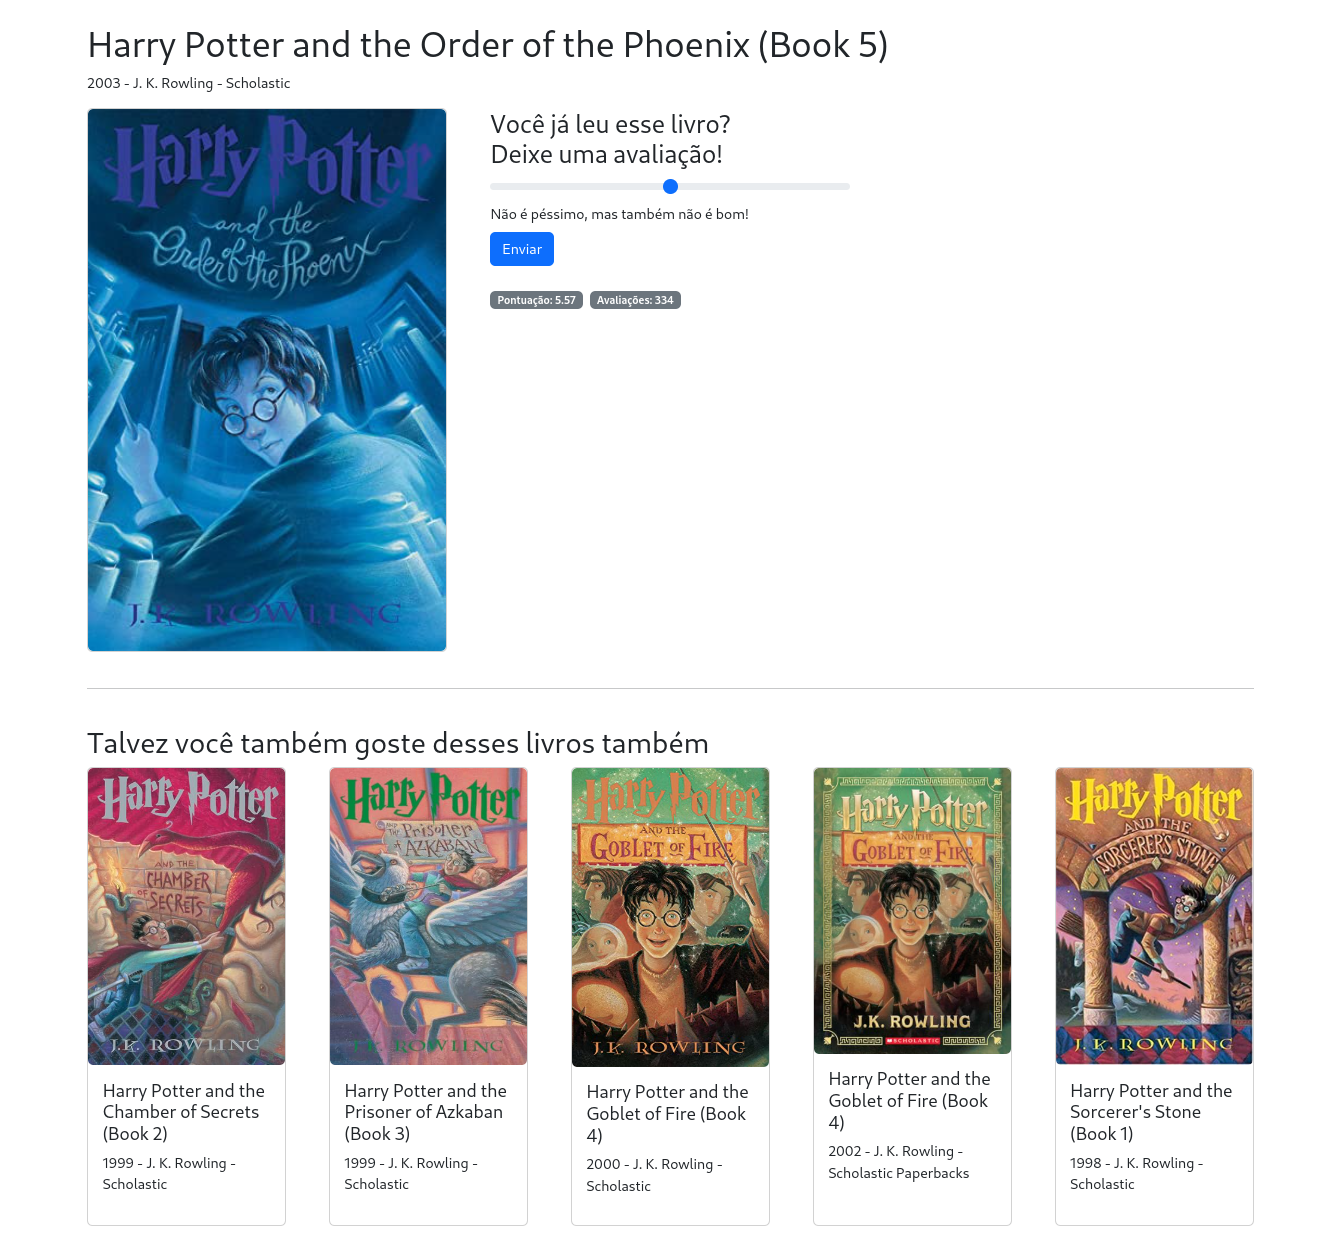 Harry Potter and the Order of the Phoenix (Book 5)
2003 - J. K. Rowling - Scholastic
Harry Potter
and the
Order of the Phoenix
J.K. ROWLING
Você já leu esse livro?
Deixe uma avaliação!
Não é péssimo, mas também não é bom!
Enviar
Pontuação: 5.57 Avaliações: 334
Talvez você também goste desses livros também
Harry Potter
AND THE
CHAMBER
OF
SECRETS
J.K. ROWLING
Harry Potter and the
Chamber of Secrets
(Book 2)
1999 - J. K. Rowling -
Scholastic
Harry Potter
AND THE
PRISONER
OF
AZKABAN
J.K. ROWLING
Harry Potter and the
Prisoner of Azkaban
(Book 3)
1999 - J. K. Rowling -
Scholastic
Harry Potter
AND THE
GOBLET OF FIRE
J.K. ROWLING
Harry Potter and the
Goblet of Fire (Book
4)
2000 - J. K. Rowling -
Scholastic
Harry Potter
AND THE
GOBLET OF FIRE
J.K. ROWLING
SCHOLASTIC
Harry Potter and the
Goblet of Fire (Book
4)
2002 - J. K. Rowling -
Scholastic Paperbacks
Harry Potter
AND THE
SORCERER'S STONE
J. K. ROWLING
Harry Potter and the
Sorcerer's Stone
(Book 1)
1998 - J. K. Rowling -
Scholastic